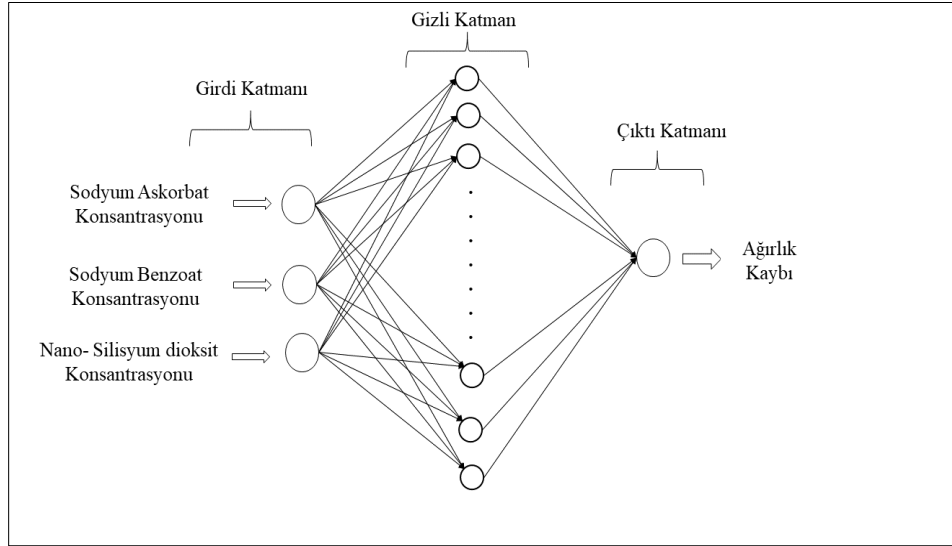 Gizli Katman
Girdi Katmanı
Çıktı Katmanı
Sodyum Askorbat
Konsantrasyonu
Ağırlık
Kaybı
Sodyum Benzoat
Konsantrasyonu
Nano- Silisyum dioksit
Konsantrasyonu